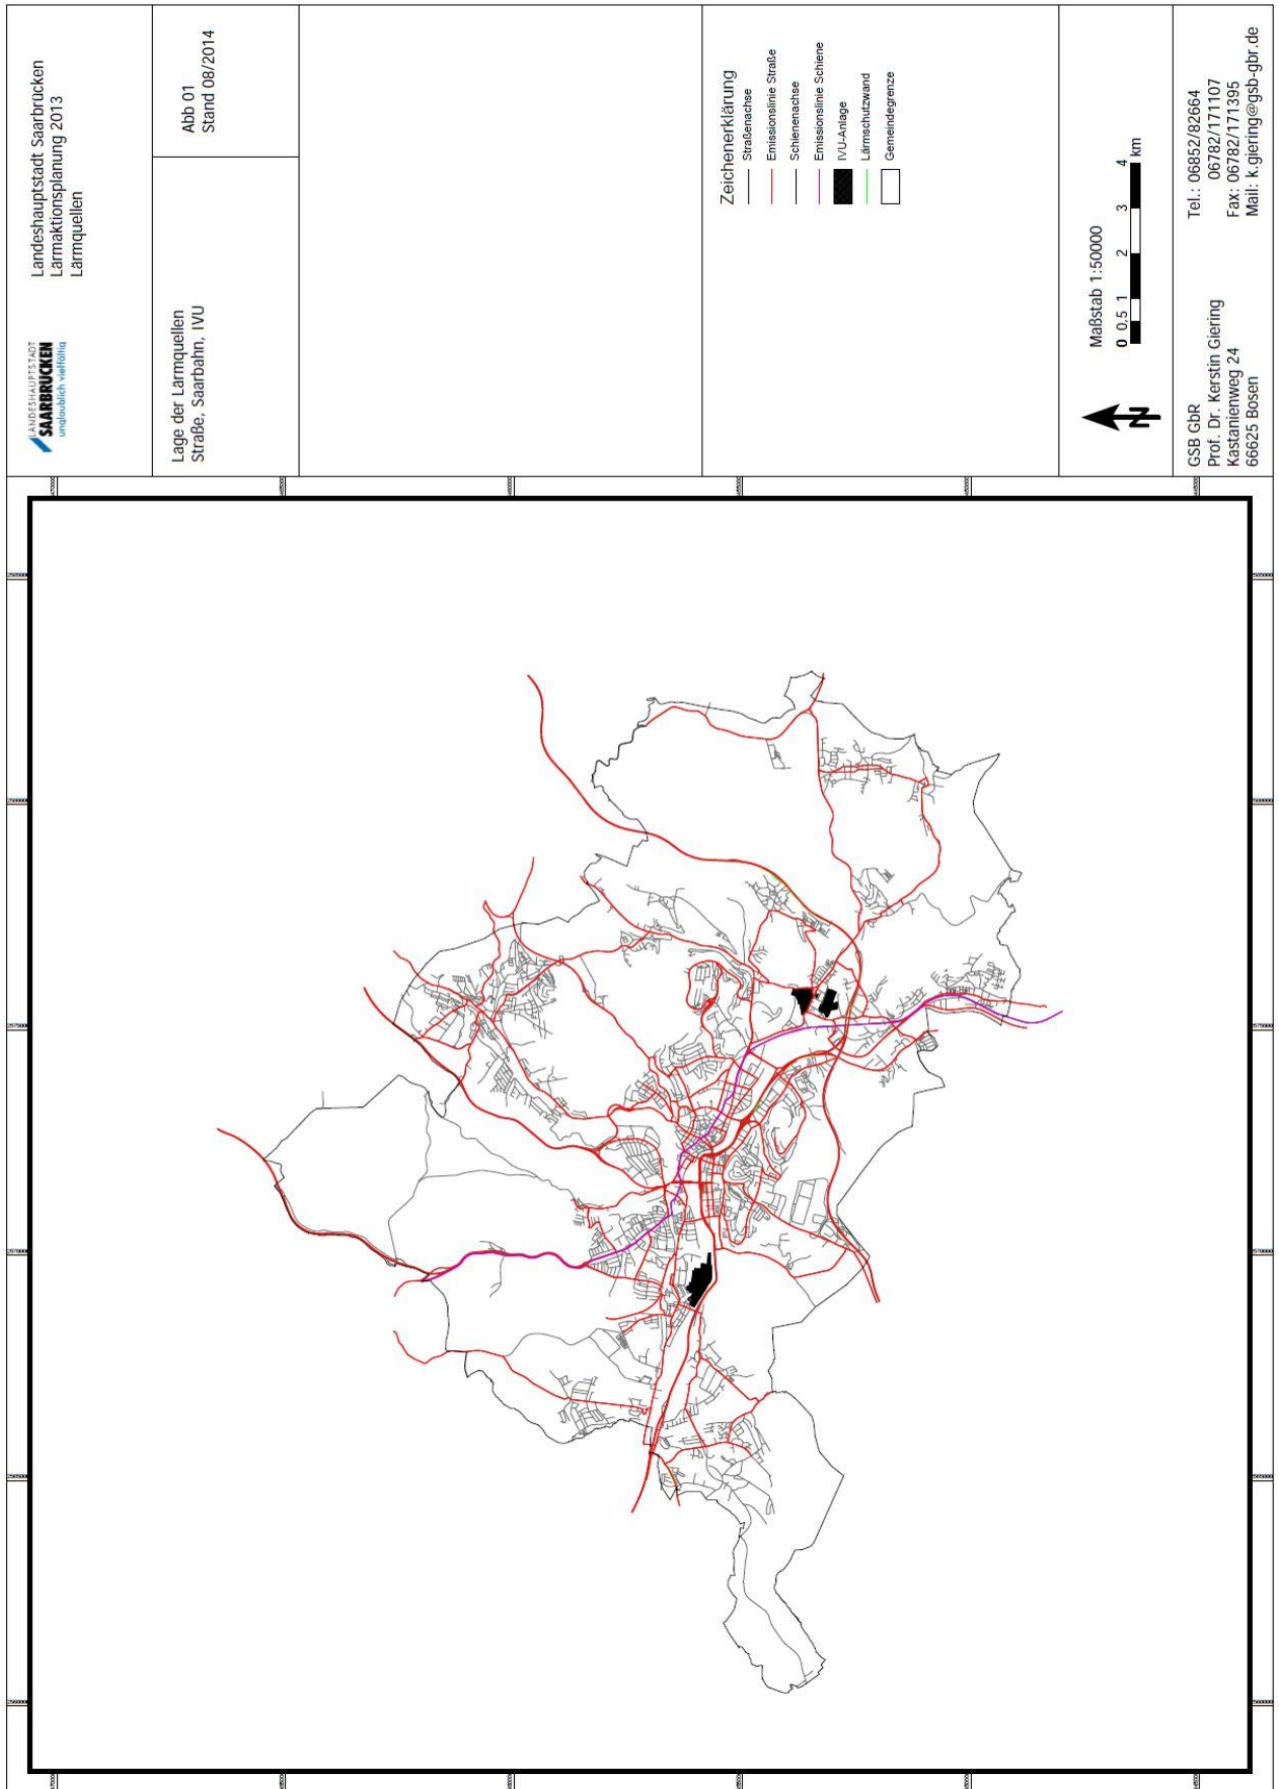 LANDESHAUPTSTADT
SAARBRÜCKEN
unglaublich vielfältig
Landeshauptstadt Saarbrücken
Lärmaktionsplanung 2013
Lärmquellen
Lage der Lärmquellen
Straße, Saarbahn, IVU
Abb 01
Stand 08/2014
Zeichenerklärung
Straßenachse
Emissionslinie Straße
Schienenachse
Emissionslinie Schiene
IVU-Anlage
Lärmschutzwand
Gemeindegrenze
Maßstab 1:50000
0 0,5 1 2 3 4 km
N
GSB GbR
Prof. Dr. Kerstin Giering
Kastanienweg 24
66625 Bosen
Tel.: 06852/82664
06782/171107
Fax: 06782/171395
Mail: k.giering@gsb-gbr.de